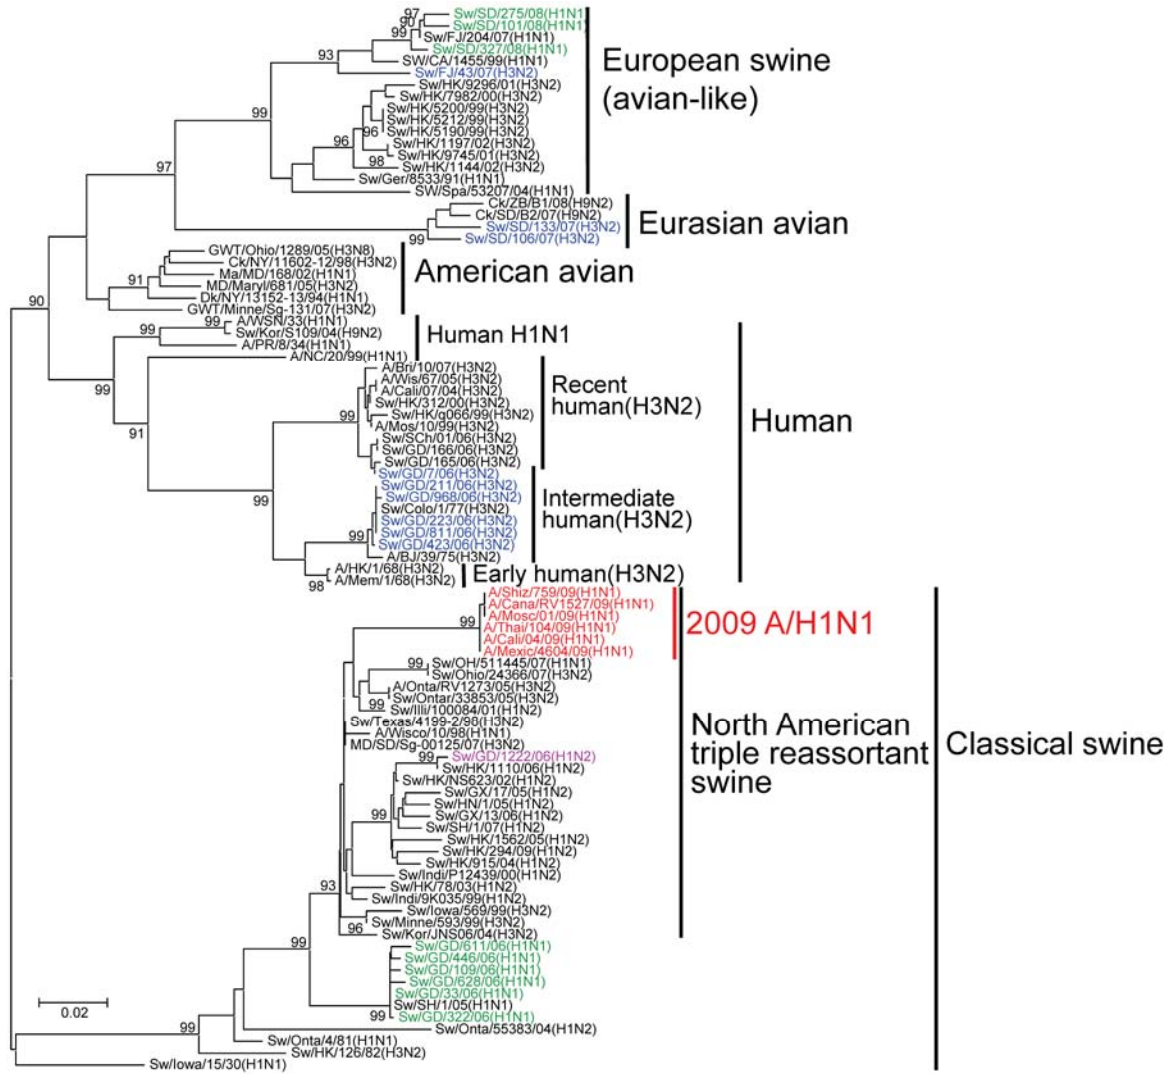 97
Sw/SD/275/08(H1N1)
90
Sw/SD/101/08(H1N1)
99
Sw/FJ/204/07(H1N1)
Sw/SD/327/08(H1N1)
93
SW/CA/1455/99(H1N1)
Sw/FJ/43/07(H3N2)
European swine
(avian-like)
Sw/HK/9296/01(H3N2)
Sw/HK/7982/00(H3N2)
Sw/HK/5200/99(H3N2)
99
Sw/HK/5212/99(H3N2)
96
Sw/HK/5190/99(H3N2)
96
Sw/HK/1197/02(H3N2)
Sw/HK/9745/01(H3N2)
98
Sw/HK/1144/02(H3N2)
97
Sw/Ger/8533/91(H1N1)
SW/Spa/53207/04(H1N1)
Ck/ZB/B1/08(H9N2)
Ck/SD/B2/07(H9N2)
Sw/SD/133/07(H3N2)
99
Sw/SD/106/07(H3N2)
Eurasian avian
GWT/Ohio/1289/05(H3N8)
Ck/NY/11602-12/98(H3N2)
Ma/MD/168/02(H1N1)
91
MD/Maryl/681/05(H3N2)
Dk/NY/13152-13/94(H1N1)
GWT/Minne/Sg-131/07(H3N2)
American avian
90
99
A/WSN/33(H1N1)
99
Sw/Kor/S109/04(H9N2)
A/PR/8/34(H1N1)
A/NC/20/99(H1N1)
Human H1N1
99
91
A/Bri/10/07(H3N2)
A/Wis/67/05(H3N2)
A/Cali/07/04(H3N2)
Sw/HK/312/00(H3N2)
99
Sw/HK/g066/99(H3N2)
A/Mos/10/99(H3N2)
Sw/SCh/01/06(H3N2)
Sw/GD/166/06(H3N2)
Sw/GD/165/06(H3N2)
Sw/GD/7/06(H3N2)
Recent
human(H3N2)
Human
99
Sw/GD/211/06(H3N2)
Sw/GD/968/06(H3N2)
Sw/Colo/1/77(H3N2)
Sw/GD/223/06(H3N2)
99
Sw/GD/811/06(H3N2)
Sw/GD/423/06(H3N2)
A/BJ/39/75(H3N2)
Intermediate
human(H3N2)
A/HK/1/68(H3N2)
98
A/Mem/1/68(H3N2)
Early human(H3N2)
A/Shiz/759/09(H1N1)
A/Cana/RV1527/09(H1N1)
A/Mosc/01/09(H1N1)
99
A/Thai/104/09(H1N1)
A/Cali/04/09(H1N1)
A/Mexic/4604/09(H1N1)
2009 A/H1N1
99
Sw/OH/511445/07(H1N1)
Sw/Ohio/24366/07(H3N2)
A/Onta/RV1273/05(H3N2)
Sw/Ontar/33853/05(H3N2)
99
Sw/Illi/100084/01(H1N2)
Sw/Texas/4199-2/98(H3N2)
A/Wisco/10/98(H1N1)
MD/SD/Sg-00125/07(H3N2)
North American
triple reassortant
swine
Classical swine
99
Sw/GD/1222/06(H1N2)
Sw/HK/1110/06(H1N2)
Sw/HK/NS623/02(H1N2)
Sw/GX/17/05(H1N2)
Sw/HN/1/05(H1N2)
99
Sw/GX/13/06(H1N2)
Sw/SH/1/07(H1N2)
Sw/HK/1562/05(H1N2)
Sw/HK/294/09(H1N2)
Sw/HK/915/04(H1N2)
Sw/Indi/P12439/00(H1N2)
93
Sw/HK/78/03(H1N2)
Sw/Indi/9K035/99(H1N2)
Sw/Iowa/569/99(H3N2)
96
Sw/Minne/593/99(H3N2)
Sw/Kor/JNS06/04(H3N2)
99
Sw/GD/611/06(H1N1)
Sw/GD/446/06(H1N1)
Sw/GD/109/06(H1N1)
Sw/GD/628/06(H1N1)
Sw/GD/33/06(H1N1)
Sw/SH/1/05(H1N1)
99
Sw/GD/322/06(H1N1)
0.02
99
Sw/Onta/55383/04(H1N2)
Sw/Onta/4/81(H1N1)
Sw/HK/126/82(H3N2)
Sw/Iowa/15/30(H1N1)